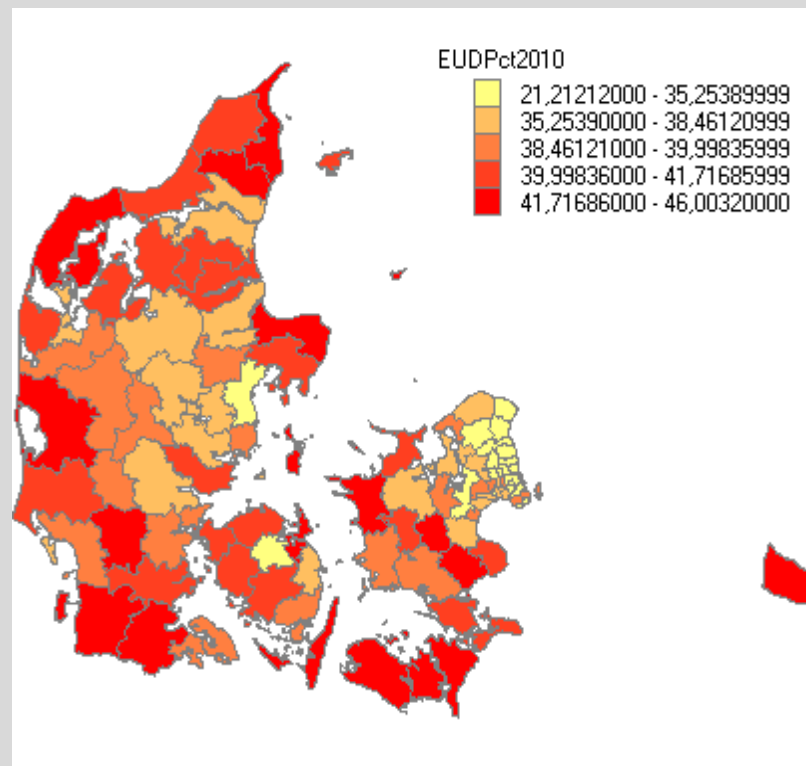 EUDPct2010
21,21212000 - 35,25389999
35,25390000 - 38,46120999
38,46121000 - 39,99835999
39,99836000 - 41,71685999
41,71686000 - 46,00320000